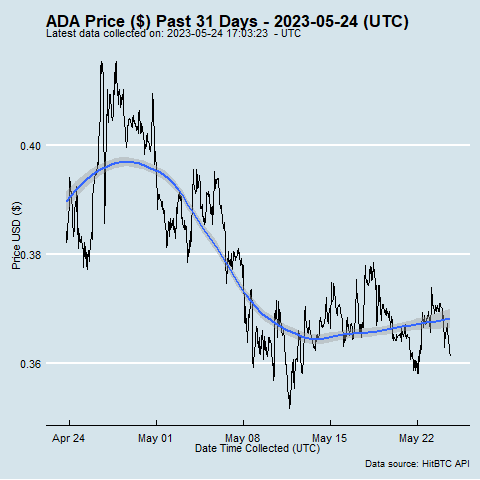 ADA Price ($) Past 31 Days - 2023-05-24 (UTC)
Latest data collected on: 2023-05-24 17:03:23 - UTC
Price USD ($)
0.40
0.38
0.36
Apr 24 May 01 May 08 May 15 May 22
Date Time Collected (UTC)
Data source: HitBTC API